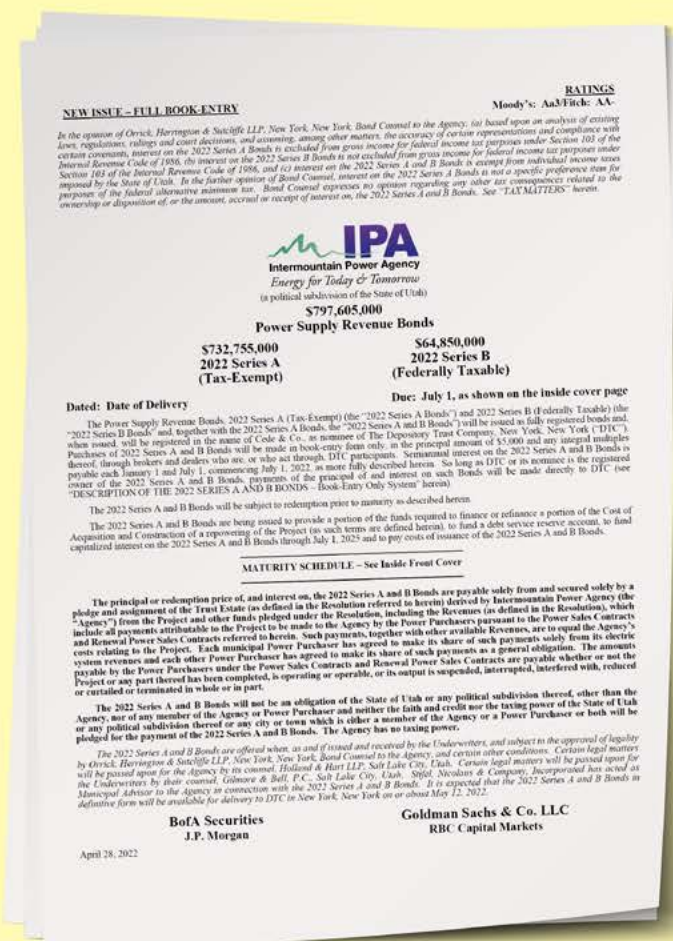 RATINGS
NEW ISSUE – FULL BOOK-ENTRY
Moody's: Aa3/Fitch: AA-
In the opinion of Orrick, Herrington & Sutcliffe LLP, New York, New York, Bond Counsel to the Agency, (a) based upon an analysis of existing
laws, regulations, rulings and court decisions, and assuming, among other matters, the accuracy of certain representations and compliance with
certain covenants, interest on the 2022 Series A Bonds is excluded from gross income for federal income tax purposes under Section 103 of the
Internal Revenue Code of 1986, (b) interest on the 2022 Series B Bonds is not excluded from gross income for federal income tax purposes under
Section 103 of the Internal Revenue Code of 1986, and (c) interest on the 2022 Series A and B Bonds is exempt from individual income taxes
imposed by the State of Utah. In the further opinion of Bond Counsel, interest on the 2022 Series A Bonds is not a specific preference item for
purposes of the federal alternative minimum tax. Bond Counsel expresses no opinion regarding any other tax consequences related to the
ownership or disposition of, or the amount, accrual or receipt of interest on, the 2022 Series A and B Bonds. See "TAX MATTERS" herein.
IPA
Intermountain Power Agency
Energy for Today & Tomorrow
(a political subdivision of the State of Utah)
$797,605,000
Power Supply Revenue Bonds
$732,755,000
2022 Series A
(Tax-Exempt)
$64,850,000
2022 Series B
(Federally Taxable)
Dated: Date of Delivery
Due: July 1, as shown on the inside cover page
The Power Supply Revenue Bonds, 2022 Series A (Tax-Exempt) (the "2022 Series A Bonds") and 2022 Series B (Federally Taxable) (the
"2022 Series B Bonds" and, together with the 2022 Series A Bonds, the "2022 Series A and B Bonds") will be issued as fully registered bonds and,
when issued, will be registered in the name of Cede & Co., as nominee of The Depository Trust Company, New York, New York ("DTC").
Purchases of 2022 Series A and B Bonds will be made in book-entry form only, in the principal amount of $5,000 and any integral multiples
thereof, through brokers and dealers who are, or who act through, DTC participants. Semiannual interest on the 2022 Series A and B Bonds is
payable each January 1 and July 1, commencing July 1, 2022, as more fully described herein. So long as DTC or its nominee is the registered
owner of the 2022 Series A and B Bonds, payments of the principal of and interest on such Bonds will be made directly to DTC (see
"DESCRIPTION OF THE 2022 SERIES A AND B BONDS – Book-Entry Only System" herein).
The 2022 Series A and B Bonds will be subject to redemption prior to maturity as described herein.
The 2022 Series A and B Bonds are being issued to provide a portion of the funds required to finance or refinance a portion of the Cost of
Acquisition and Construction of a repowering of the Project (as such terms are defined herein), to fund a debt service reserve account, to fund
capitalized interest on the 2022 Series A and B Bonds through July 1, 2025 and to pay costs of issuance of the 2022 Series A and B Bonds.
MATURITY SCHEDULE – See Inside Front Cover
The principal or redemption price of, and interest on, the 2022 Series A and B Bonds are payable solely from and secured solely by a
pledge and assignment of the Trust Estate (as defined in the Resolution referred to herein) derived by Intermountain Power Agency (the
"Agency") from the Project and other funds pledged under the Resolution, including the Revenues (as defined in the Resolution), which
include all payments attributable to the Project to be made to the Agency by the Power Purchasers pursuant to the Power Sales Contracts
and Renewal Power Sales Contracts referred to herein. Such payments, together with other available Revenues, are to equal the Agency's
costs relating to the Project. Each municipal Power Purchaser has agreed to make its share of such payments solely from its electric
system revenues and each other Power Purchaser has agreed to make its share of such payments as a general obligation. The amounts
payable by the Power Purchasers under the Power Sales Contracts and Renewal Power Sales Contracts are payable whether or not the
Project or any part thereof has been completed, is operating or operable, or its output is suspended, interrupted, interfered with, reduced
or curtailed or terminated in whole or in part.
The 2022 Series A and B Bonds will not be an obligation of the State of Utah or any political subdivision thereof, other than the
Agency, nor of any member of the Agency or Power Purchaser and neither the faith and credit nor the taxing power of the State of Utah
or any political subdivision thereof or any city or town which is either a member of the Agency or a Power Purchaser or both will be
pledged for the payment of the 2022 Series A and B Bonds. The Agency has no taxing power.
The 2022 Series A and B Bonds are offered when, as and if issued and received by the Underwriters, and subject to the approval of legality
by Orrick, Herrington & Sutcliffe LLP, New York, New York, Bond Counsel to the Agency, and certain other conditions. Certain legal matters
will be passed upon for the Agency by its counsel, Holland & Hart LLP, Salt Lake City, Utah. Certain legal matters will be passed upon for
the Underwriters by their counsel, Gilmore & Bell, P.C., Salt Lake City, Utah. Stifel, Nicolaus & Company, Incorporated has acted as
Municipal Advisor to the Agency in connection with the 2022 Series A and B Bonds. It is expected that the 2022 Series A and B Bonds in
definitive form will be available for delivery to DTC in New York, New York on or about May 12, 2022.
BofA Securities
J.P. Morgan
Goldman Sachs & Co. LLC
RBC Capital Markets
April 28, 2022